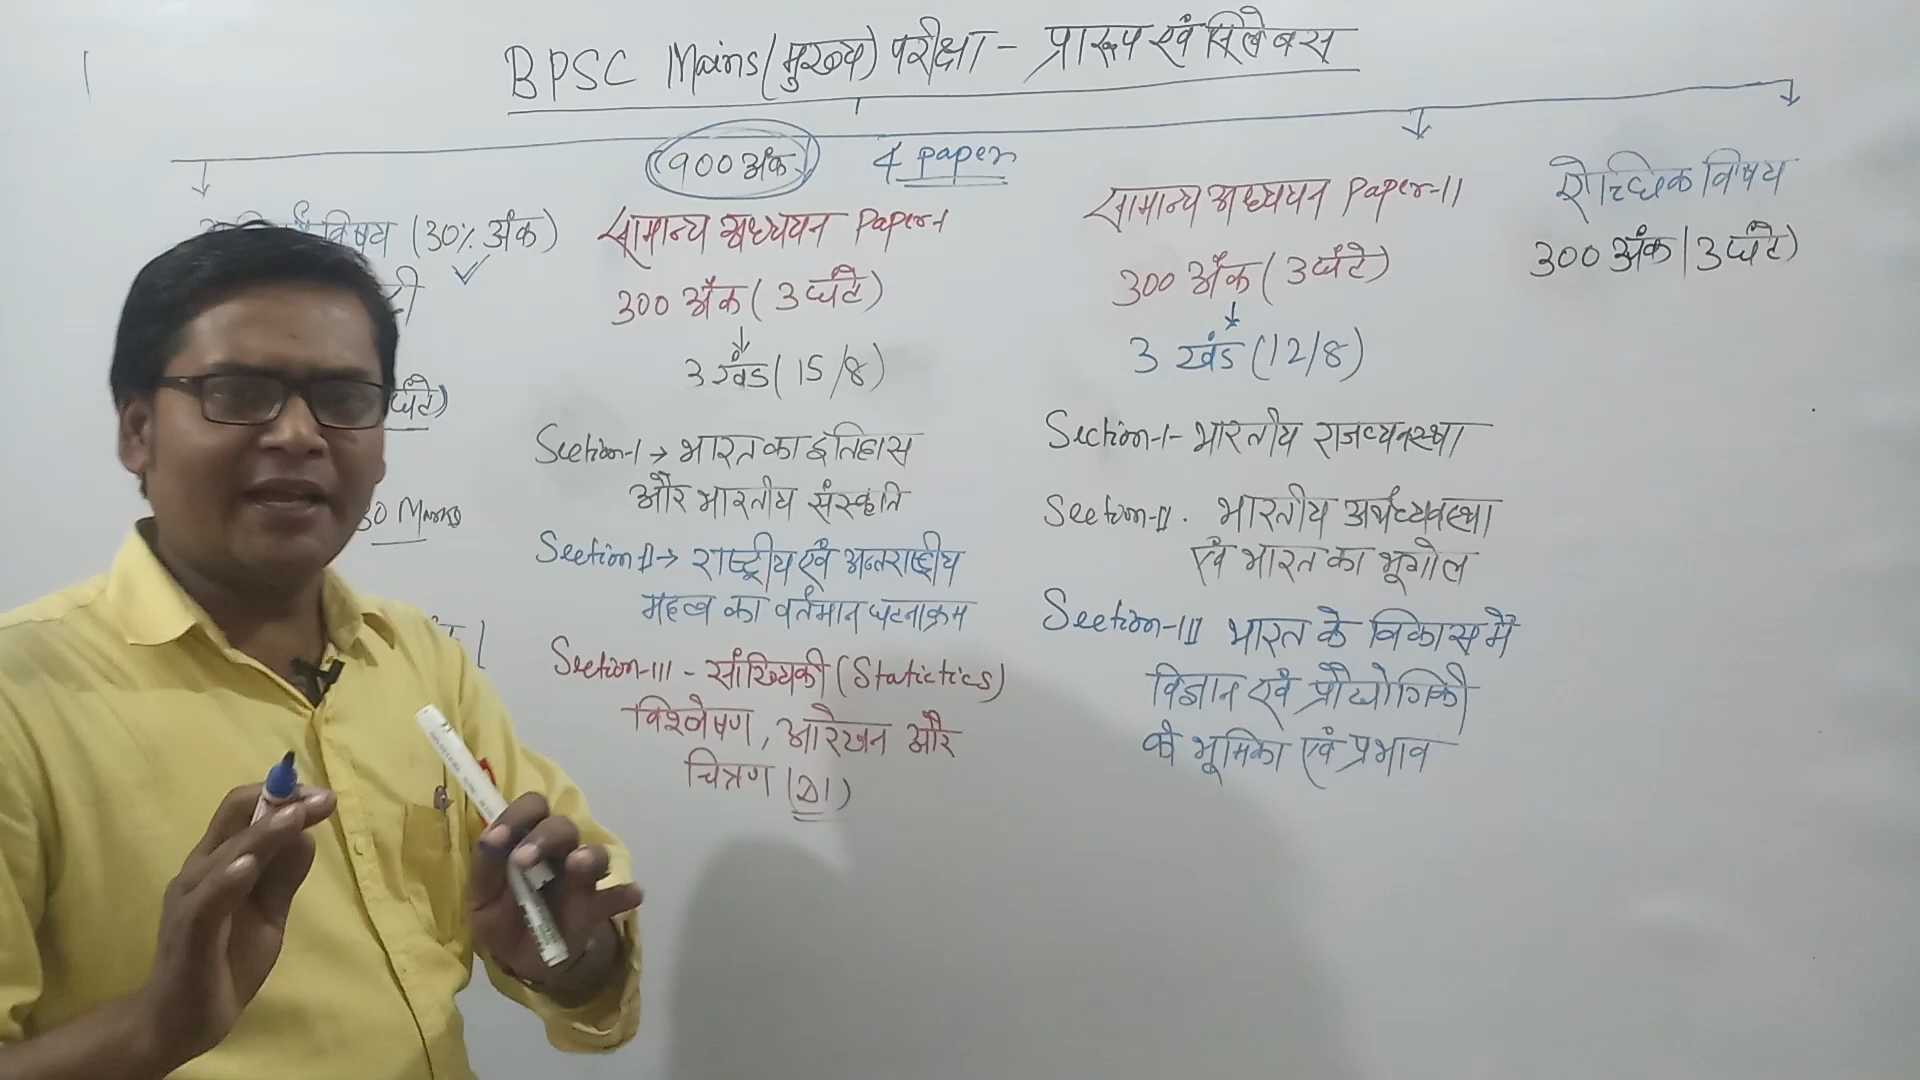 BPSC Mains (मुख्य) परीक्षा - प्रारूप एवं सिलेबस
900 अंक
4 paper
विषय (30% अंक)
घंटे)
30 Marks
सामान्य अध्ययन Paper-I
300 अंक (3 घंटे)
3 खंड (15/8)
Section-I → भारत का इतिहास
और भारतीय संस्कृति
Section II → राष्ट्रीय एवं अन्तराष्ट्रीय
महत्व का वर्तमान घटनाक्रम
Section-III - सांख्यिकी (Statictics)
विश्लेषण, आरेखन और
चित्रण (DI)
सामान्य अध्ययन Paper-II
300 अंक (3 घंटे)
3 खंड (12/8)
Section-I - भारतीय राजव्यवस्था
Section-II. भारतीय अर्थव्यवस्था
एवं भारत का भूगोल
Section-III भारत के विकास में
विज्ञान एवं प्रौद्योगिकी
की भूमिका एवं प्रभाव
विषय
300 अंक | 3 घंटे)